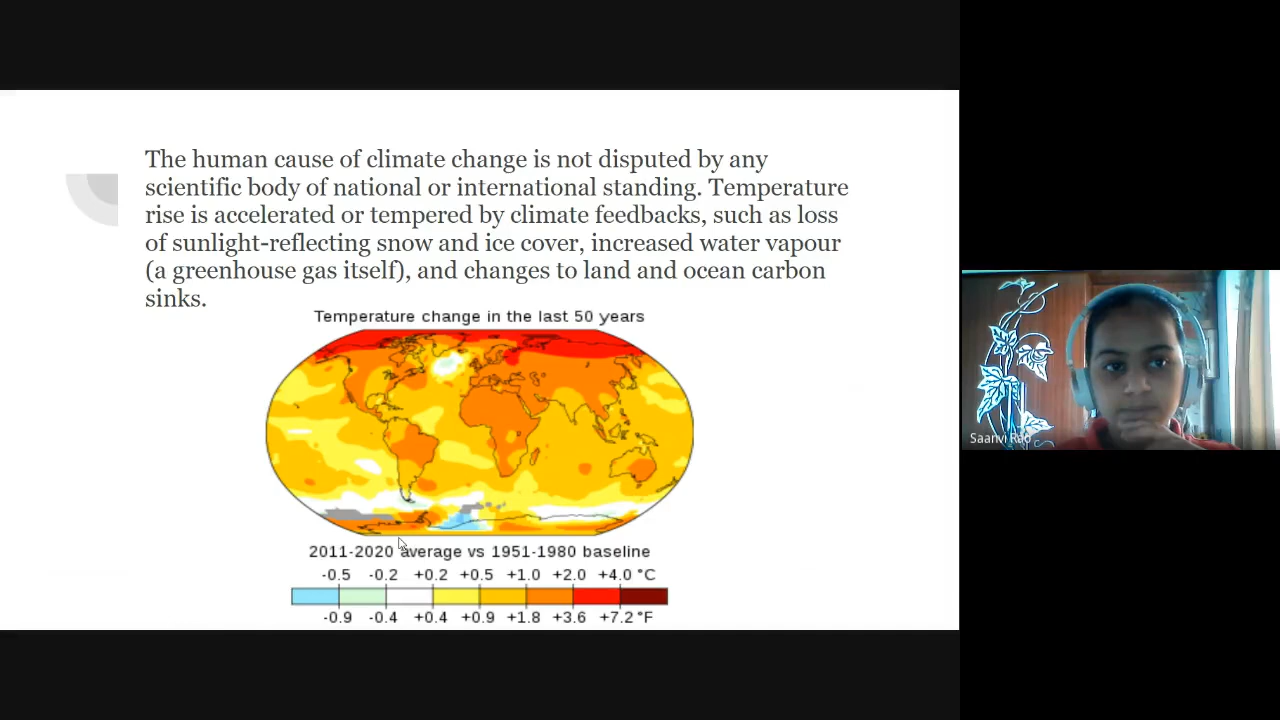 The human cause of climate change is not disputed by any
scientific body of national or international standing. Temperature
rise is accelerated or tempered by climate feedbacks, such as loss
of sunlight-reflecting snow and ice cover, increased water vapour
(a greenhouse gas itself), and changes to land and ocean carbon
sinks.
Temperature change in the last 50 years
2011-2020 average vs 1951-1980 baseline
-0.5 -0.2 +0.2 +0.5 +1.0 +2.0 +4.0 °C
-0.9 -0.4 +0.4 +0.9 +1.8 +3.6 +7.2 °F
Saanvi Rao